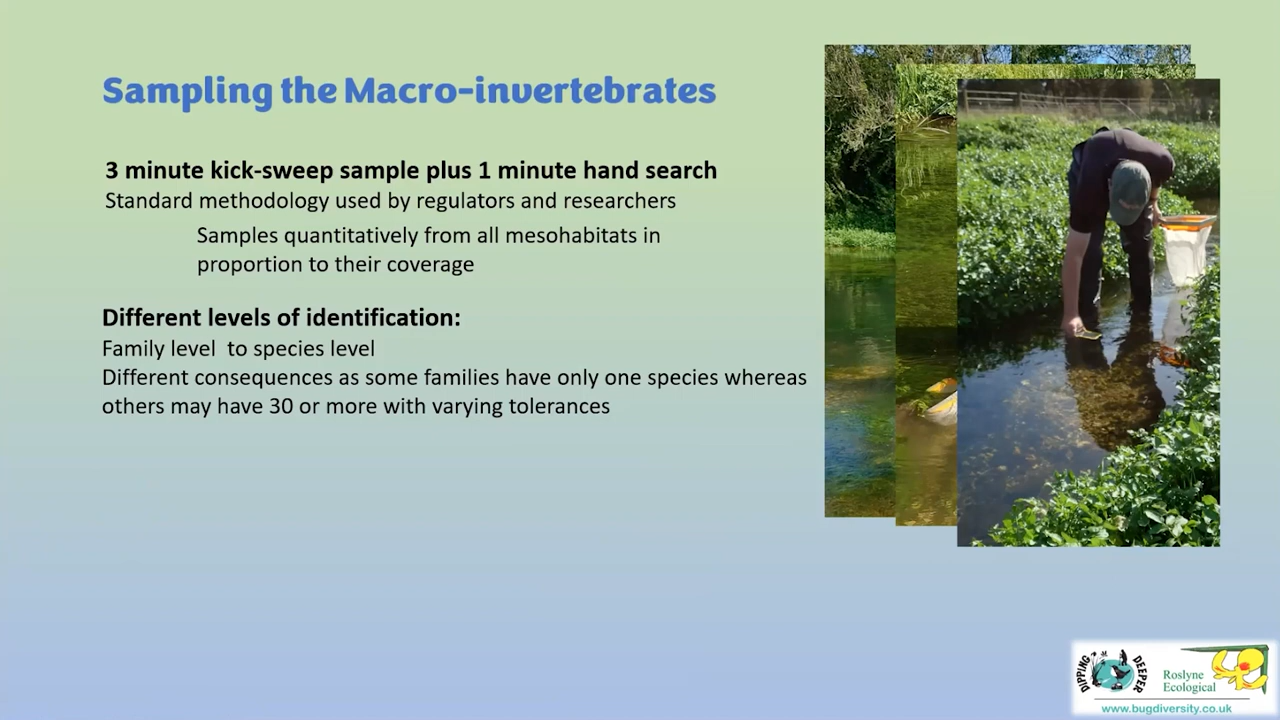 Sampling the Macro-invertebrates
3 minute kick-sweep sample plus 1 minute hand search
Standard methodology used by regulators and researchers
Samples quantitatively from all mesohabitats in
proportion to their coverage
Different levels of identification:
Family level to species level
Different consequences as some families have only one species whereas
others may have 30 or more with varying tolerances
DIPPING DEEPER
Roslyne
Ecological
www.bugdiversity.co.uk